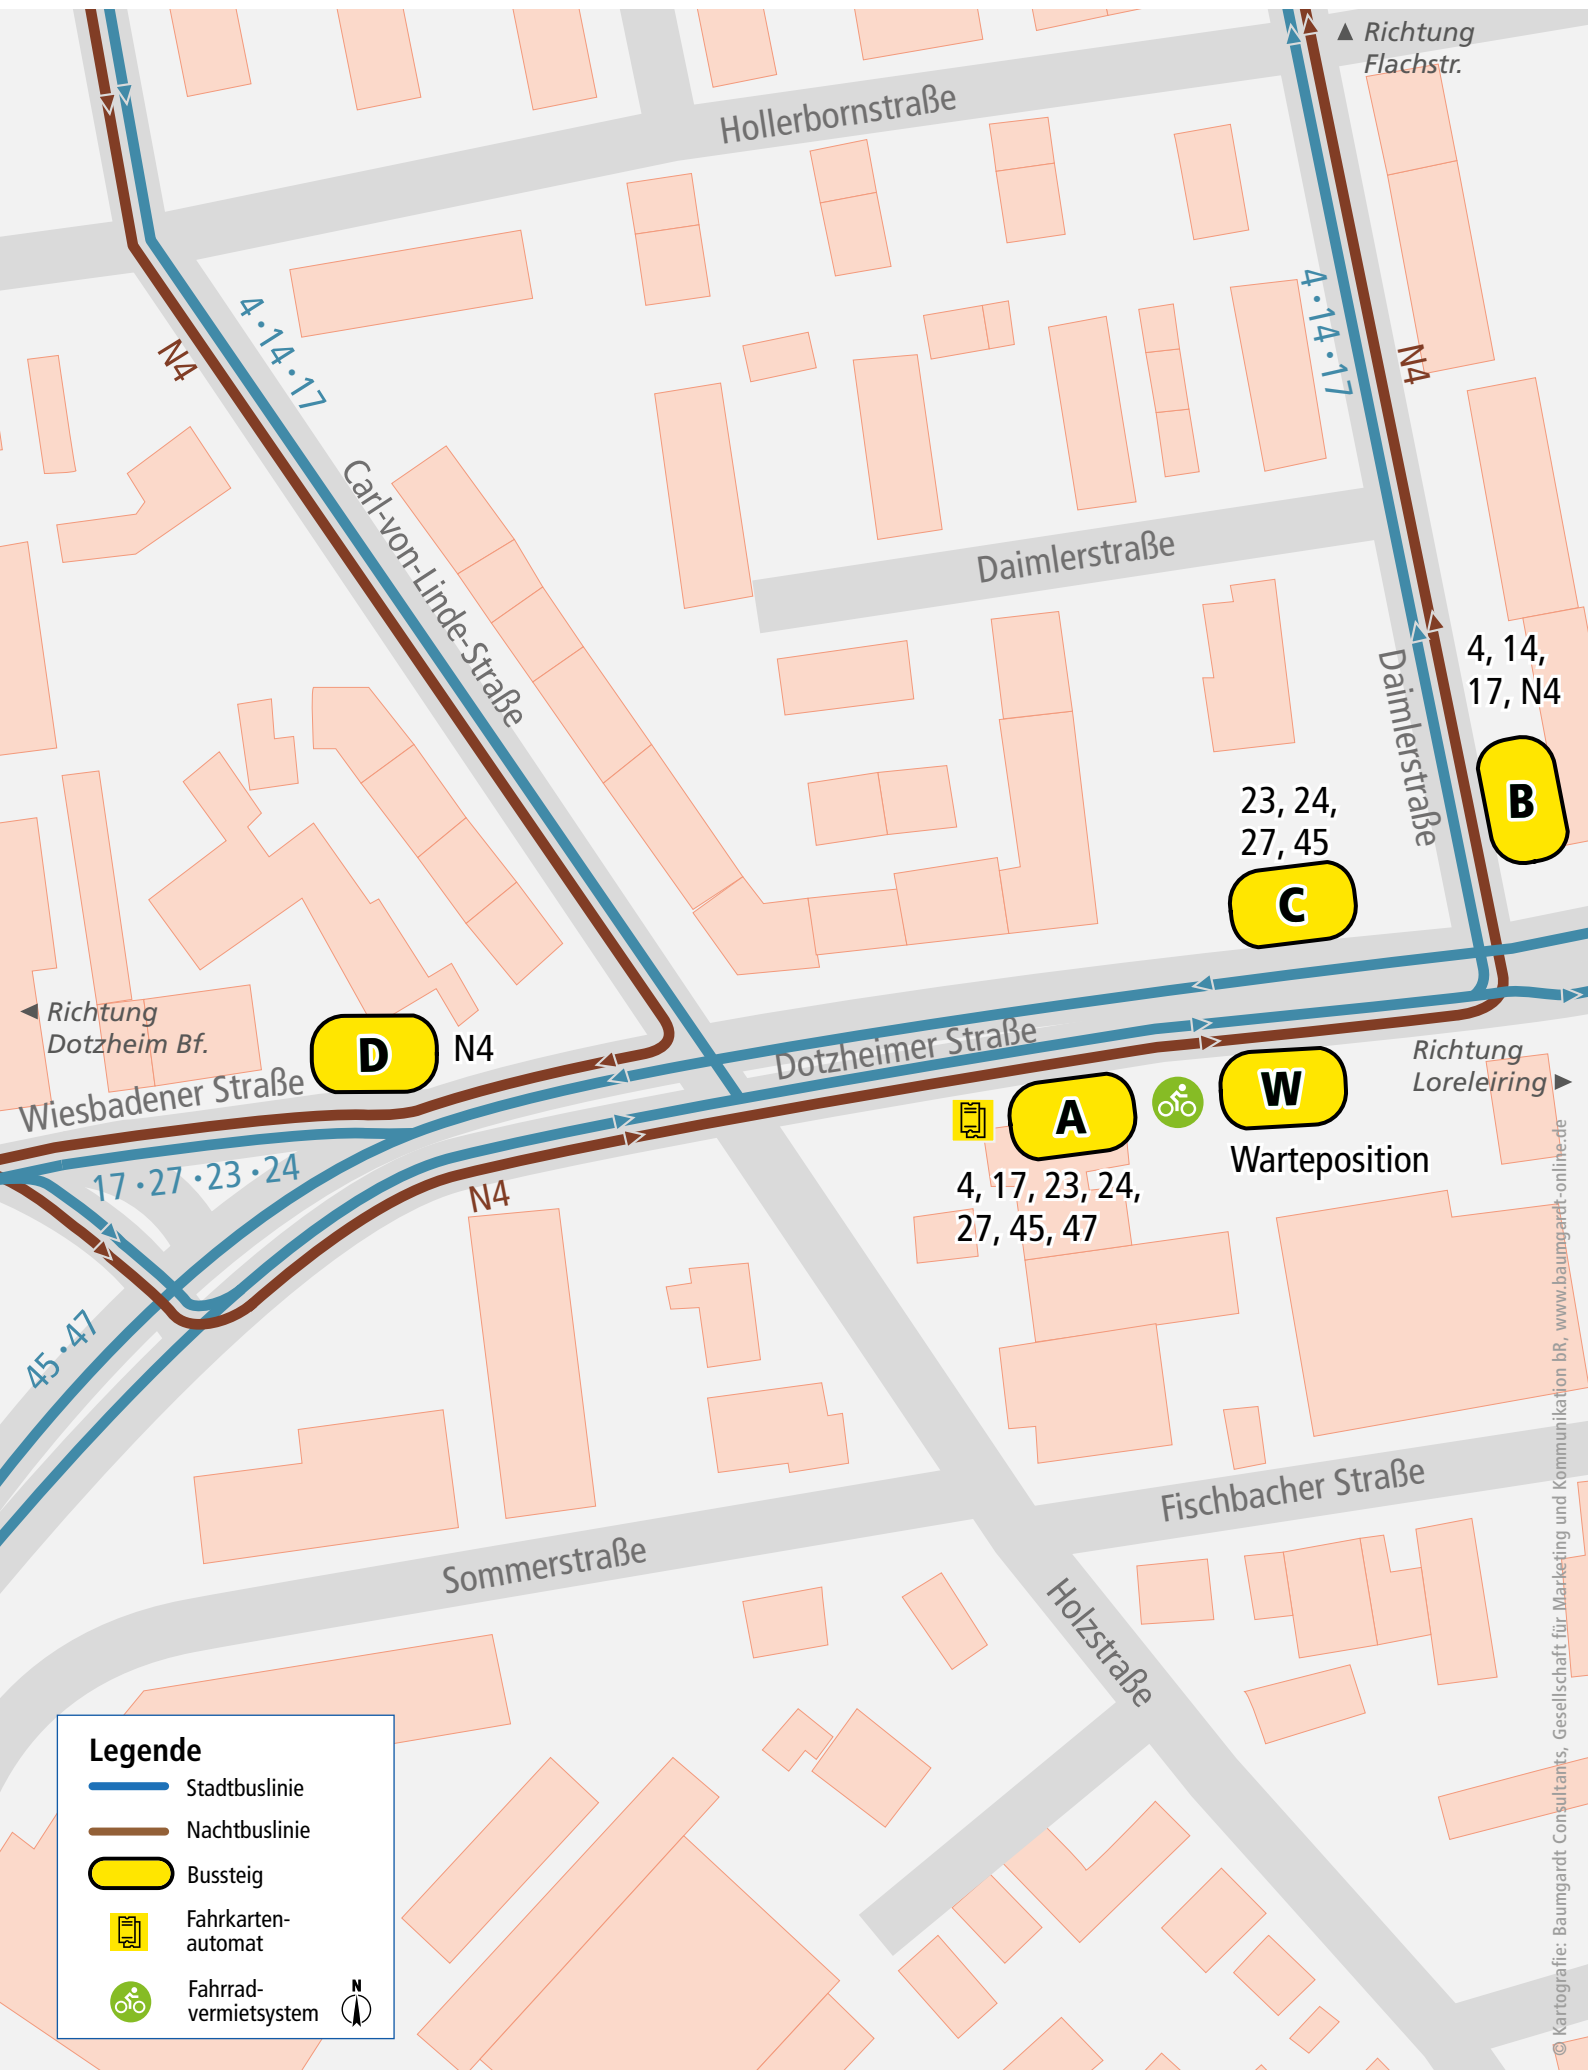 ▲ Richtung
Flachstr.
Hollerbornstraße
4 · 14 · 17
N4
4 · 14 · 17
N4
Carl-von-Linde-Straße
Daimlerstraße
Daimlerstraße
4, 14,
17, N4
B
23, 24,
27, 45
C
◄ Richtung
Dotzheim Bf.
D
N4
Wiesbadener Straße
Dotzheimer Straße
Richtung
Loreleiring ►
A
W
Warteposition
4, 17, 23, 24,
27, 45, 47
17 · 27 · 23 · 24
N4
45 · 47
Fischbacher Straße
Sommerstraße
Holzstraße
Legende
Stadtbuslinie
Nachtbuslinie
Bussteig
Fahrkarten-
automat
Fahrrad-
vermietsystem
N
© Kartografie: Baumgardt Consultants, Gesellschaft für Marketing und Kommunikation bR, www.baumgardt-online.de